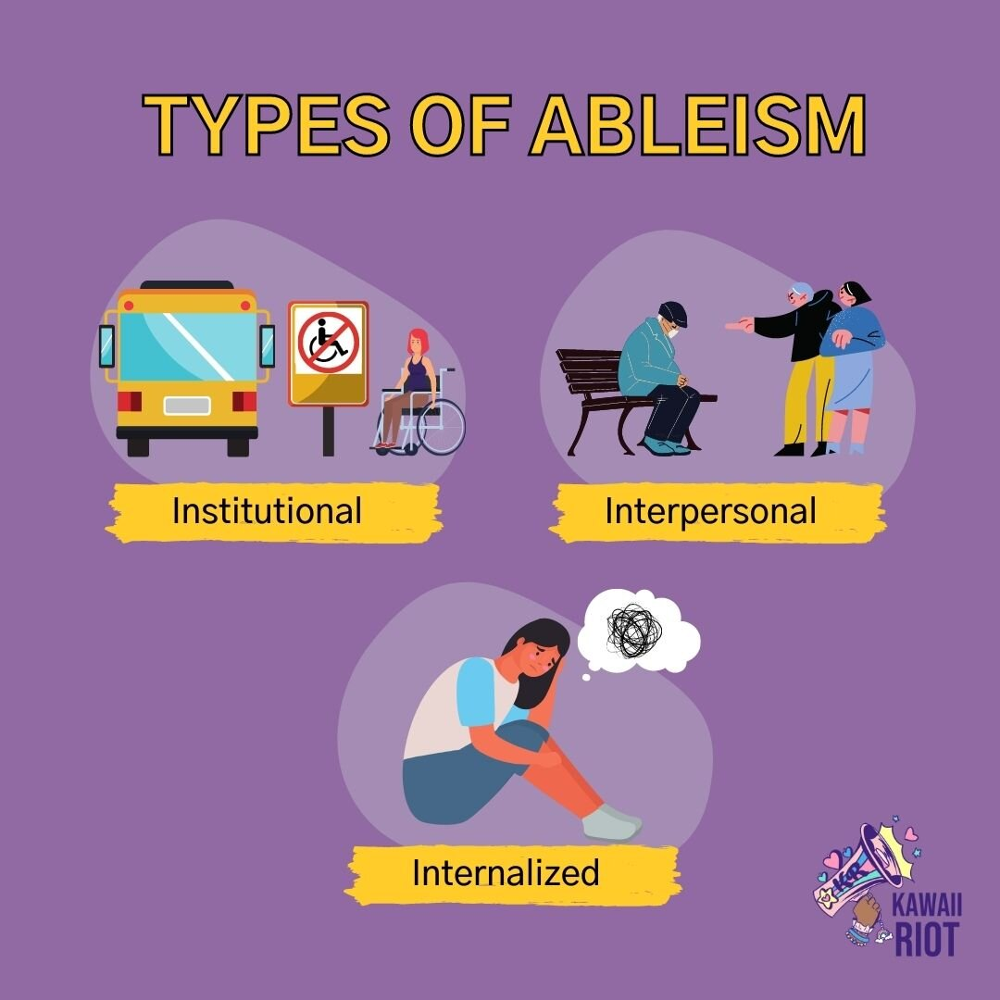 TYPES OF ABLEISM
Institutional
Interpersonal
Internalized
K&R
KAWAII
RIOT